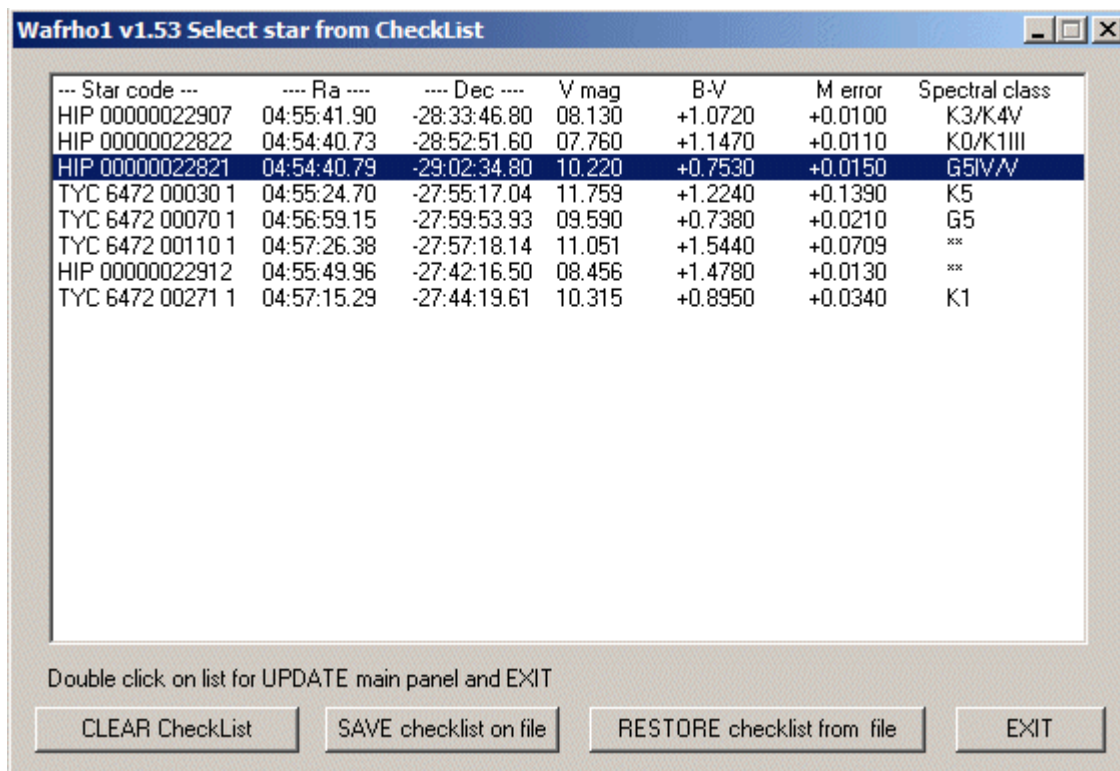 Wafrho1 v1.53 Select star from CheckList
--- Star code --- ---- Ra ---- ---- Dec ---- V mag B-V M error Spectral class
HIP 00000022907 04:55:41.90 -28:33:46.80 08.130 +1.0720 +0.0100 K3/K4V
HIP 00000022822 04:54:40.73 -28:52:51.60 07.760 +1.1470 +0.0110 K0/K1III
HIP 00000022821 04:54:40.79 -29:02:34.80 10.220 +0.7530 +0.0150 G5IV/V
TYC 6472 00030 1 04:55:24.70 -27:55:17.04 11.759 +1.2240 +0.1390 K5
TYC 6472 00070 1 04:56:59.15 -27:59:53.93 09.590 +0.7380 +0.0210 G5
TYC 6472 00110 1 04:57:26.38 -27:57:18.14 11.051 +1.5440 +0.0709 **
HIP 00000022912 04:55:49.96 -27:42:16.50 08.456 +1.4780 +0.0130 **
TYC 6472 00271 1 04:57:15.29 -27:44:19.61 10.315 +0.8950 +0.0340 K1
Double click on list for UPDATE main panel and EXIT
CLEAR CheckList SAVE checklist on file RESTORE checklist from file EXIT